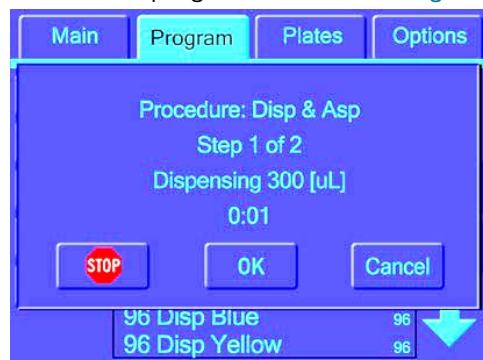 Main Program Plates Options
Procedure: Disp & Asp
Step 1 of 2
Dispensing 300 [uL]
0:01
STOP OK Cancel
96 Disp Blue 96
96 Disp Yellow 96